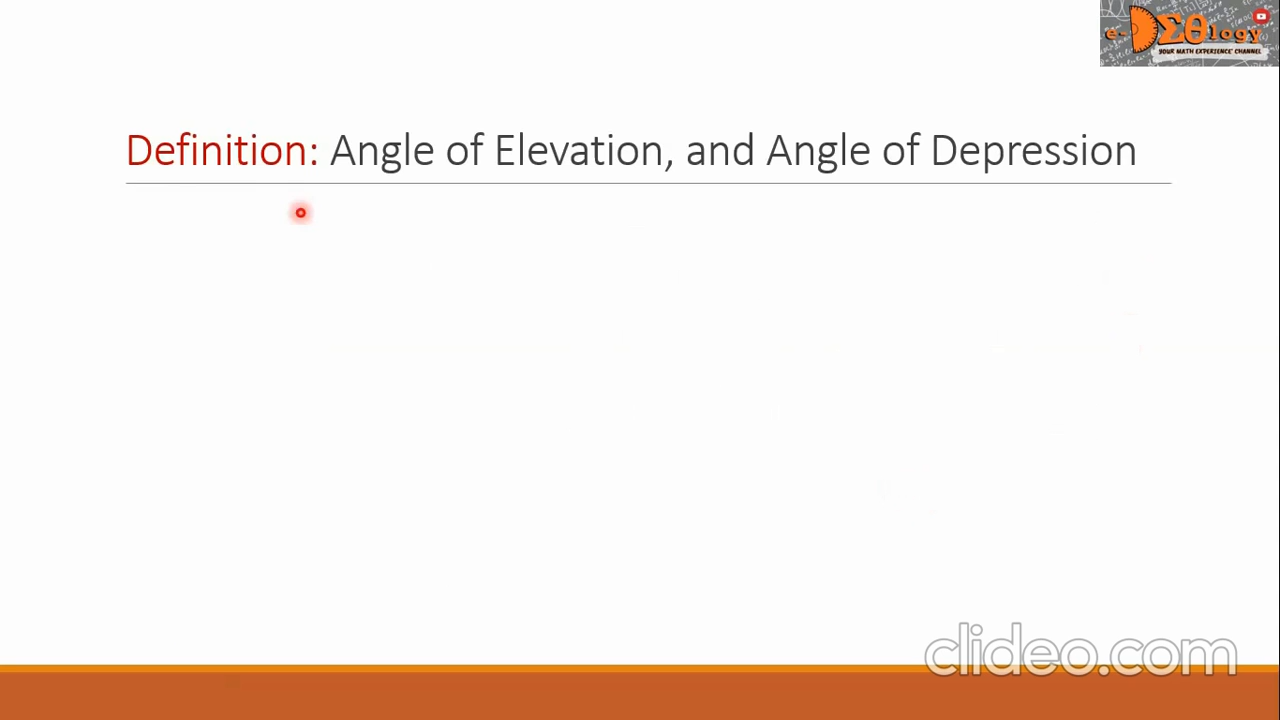 e-DΣθlogy
YOUR MATH EXPERIENCE CHANNEL
Definition: Angle of Elevation, and Angle of Depression
clideo.com